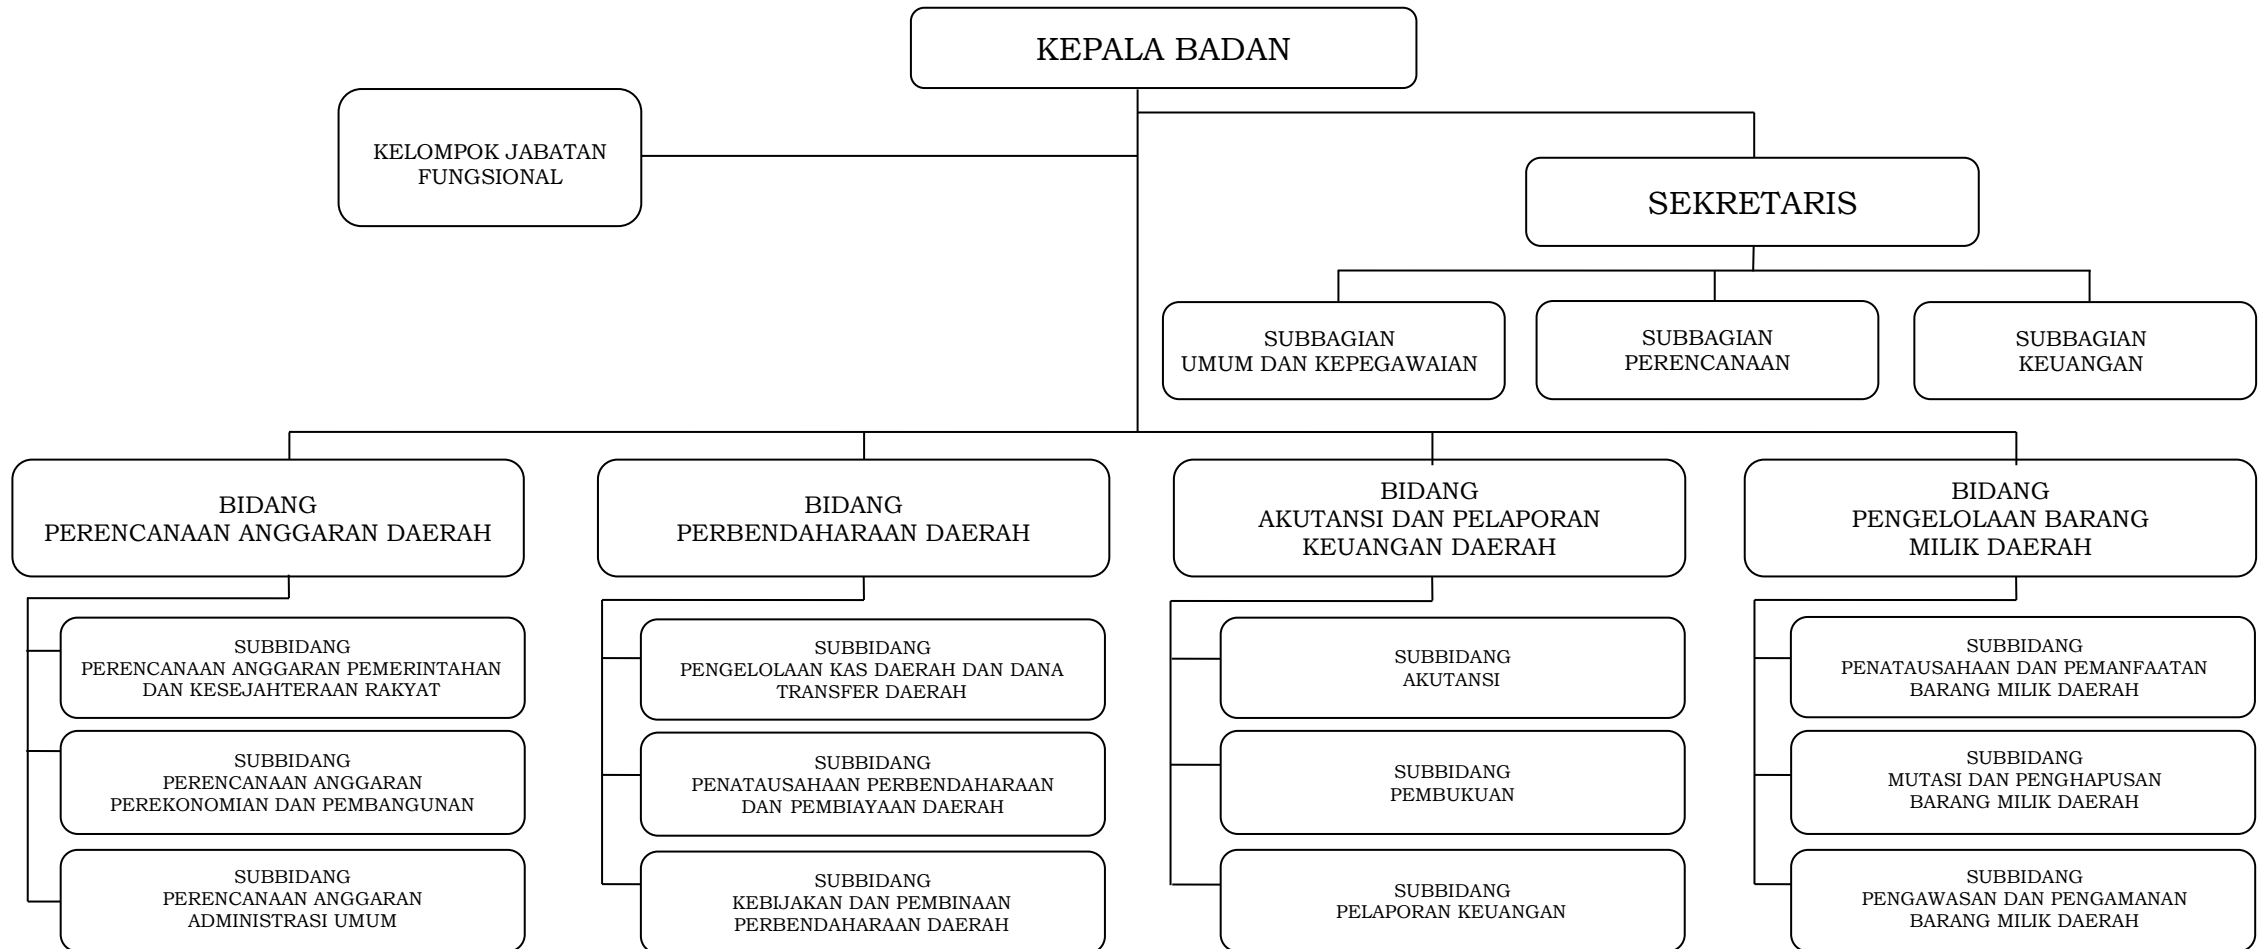 KEPALA BADAN
KELOMPOK JABATAN
FUNGSIONAL
SEKRETARIS
SUBBAGIAN
UMUM DAN KEPEGAWAIAN
SUBBAGIAN
PERENCANAAN
SUBBAGIAN
KEUANGAN
BIDANG
PERENCANAAN ANGGARAN DAERAH
BIDANG
PERBENDAHARAAN DAERAH
BIDANG
AKUTANSI DAN PELAPORAN
KEUANGAN DAERAH
BIDANG
PENGELOLAAN BARANG
MILIK DAERAH
SUBBIDANG
PERENCANAAN ANGGARAN PEMERINTAHAN
DAN KESEJAHTERAAN RAKYAT
SUBBIDANG
PERENCANAAN ANGGARAN
PEREKONOMIAN DAN PEMBANGUNAN
SUBBIDANG
PERENCANAAN ANGGARAN
ADMINISTRASI UMUM
SUBBIDANG
PENGELOLAAN KAS DAERAH DAN DANA
TRANSFER DAERAH
SUBBIDANG
PENATAUSAHAAN PERBENDAHARAAN
DAN PEMBIAYAAN DAERAH
SUBBIDANG
KEBIJAKAN DAN PEMBINAAN
PERBENDAHARAAN DAERAH
SUBBIDANG
AKUTANSI
SUBBIDANG
PEMBUKUAN
SUBBIDANG
PELAPORAN KEUANGAN
SUBBIDANG
PENATAUSAHAAN DAN PEMANFAATAN
BARANG MILIK DAERAH
SUBBIDANG
MUTASI DAN PENGHAPUSAN
BARANG MILIK DAERAH
SUBBIDANG
PENGAWASAN DAN PENGAMANAN
BARANG MILIK DAERAH